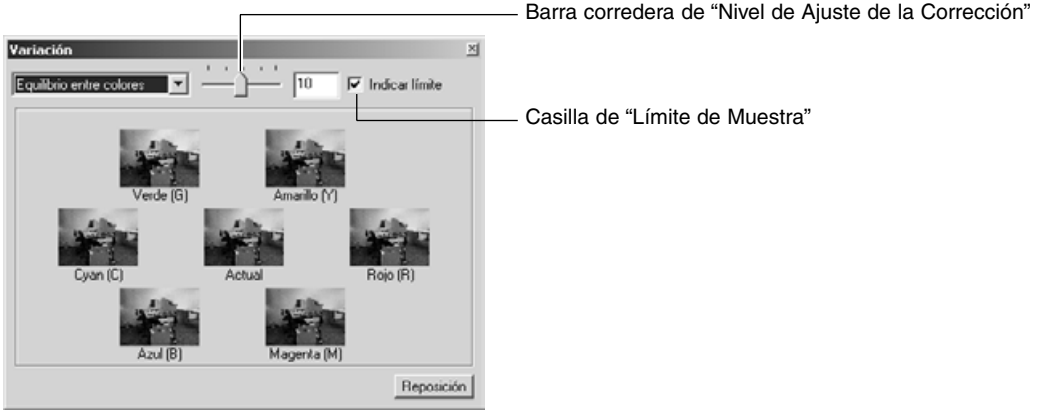 Barra corredera de “Nivel de Ajuste de la Corrección”
Variación
Equilibrio entre colores
10
Indicar límite
Casilla de “Límite de Muestra”
Verde (G)
Amarillo (Y)
Cyan (C)
Actual
Rojo (R)
Azul (B)
Magenta (M)
Reposición